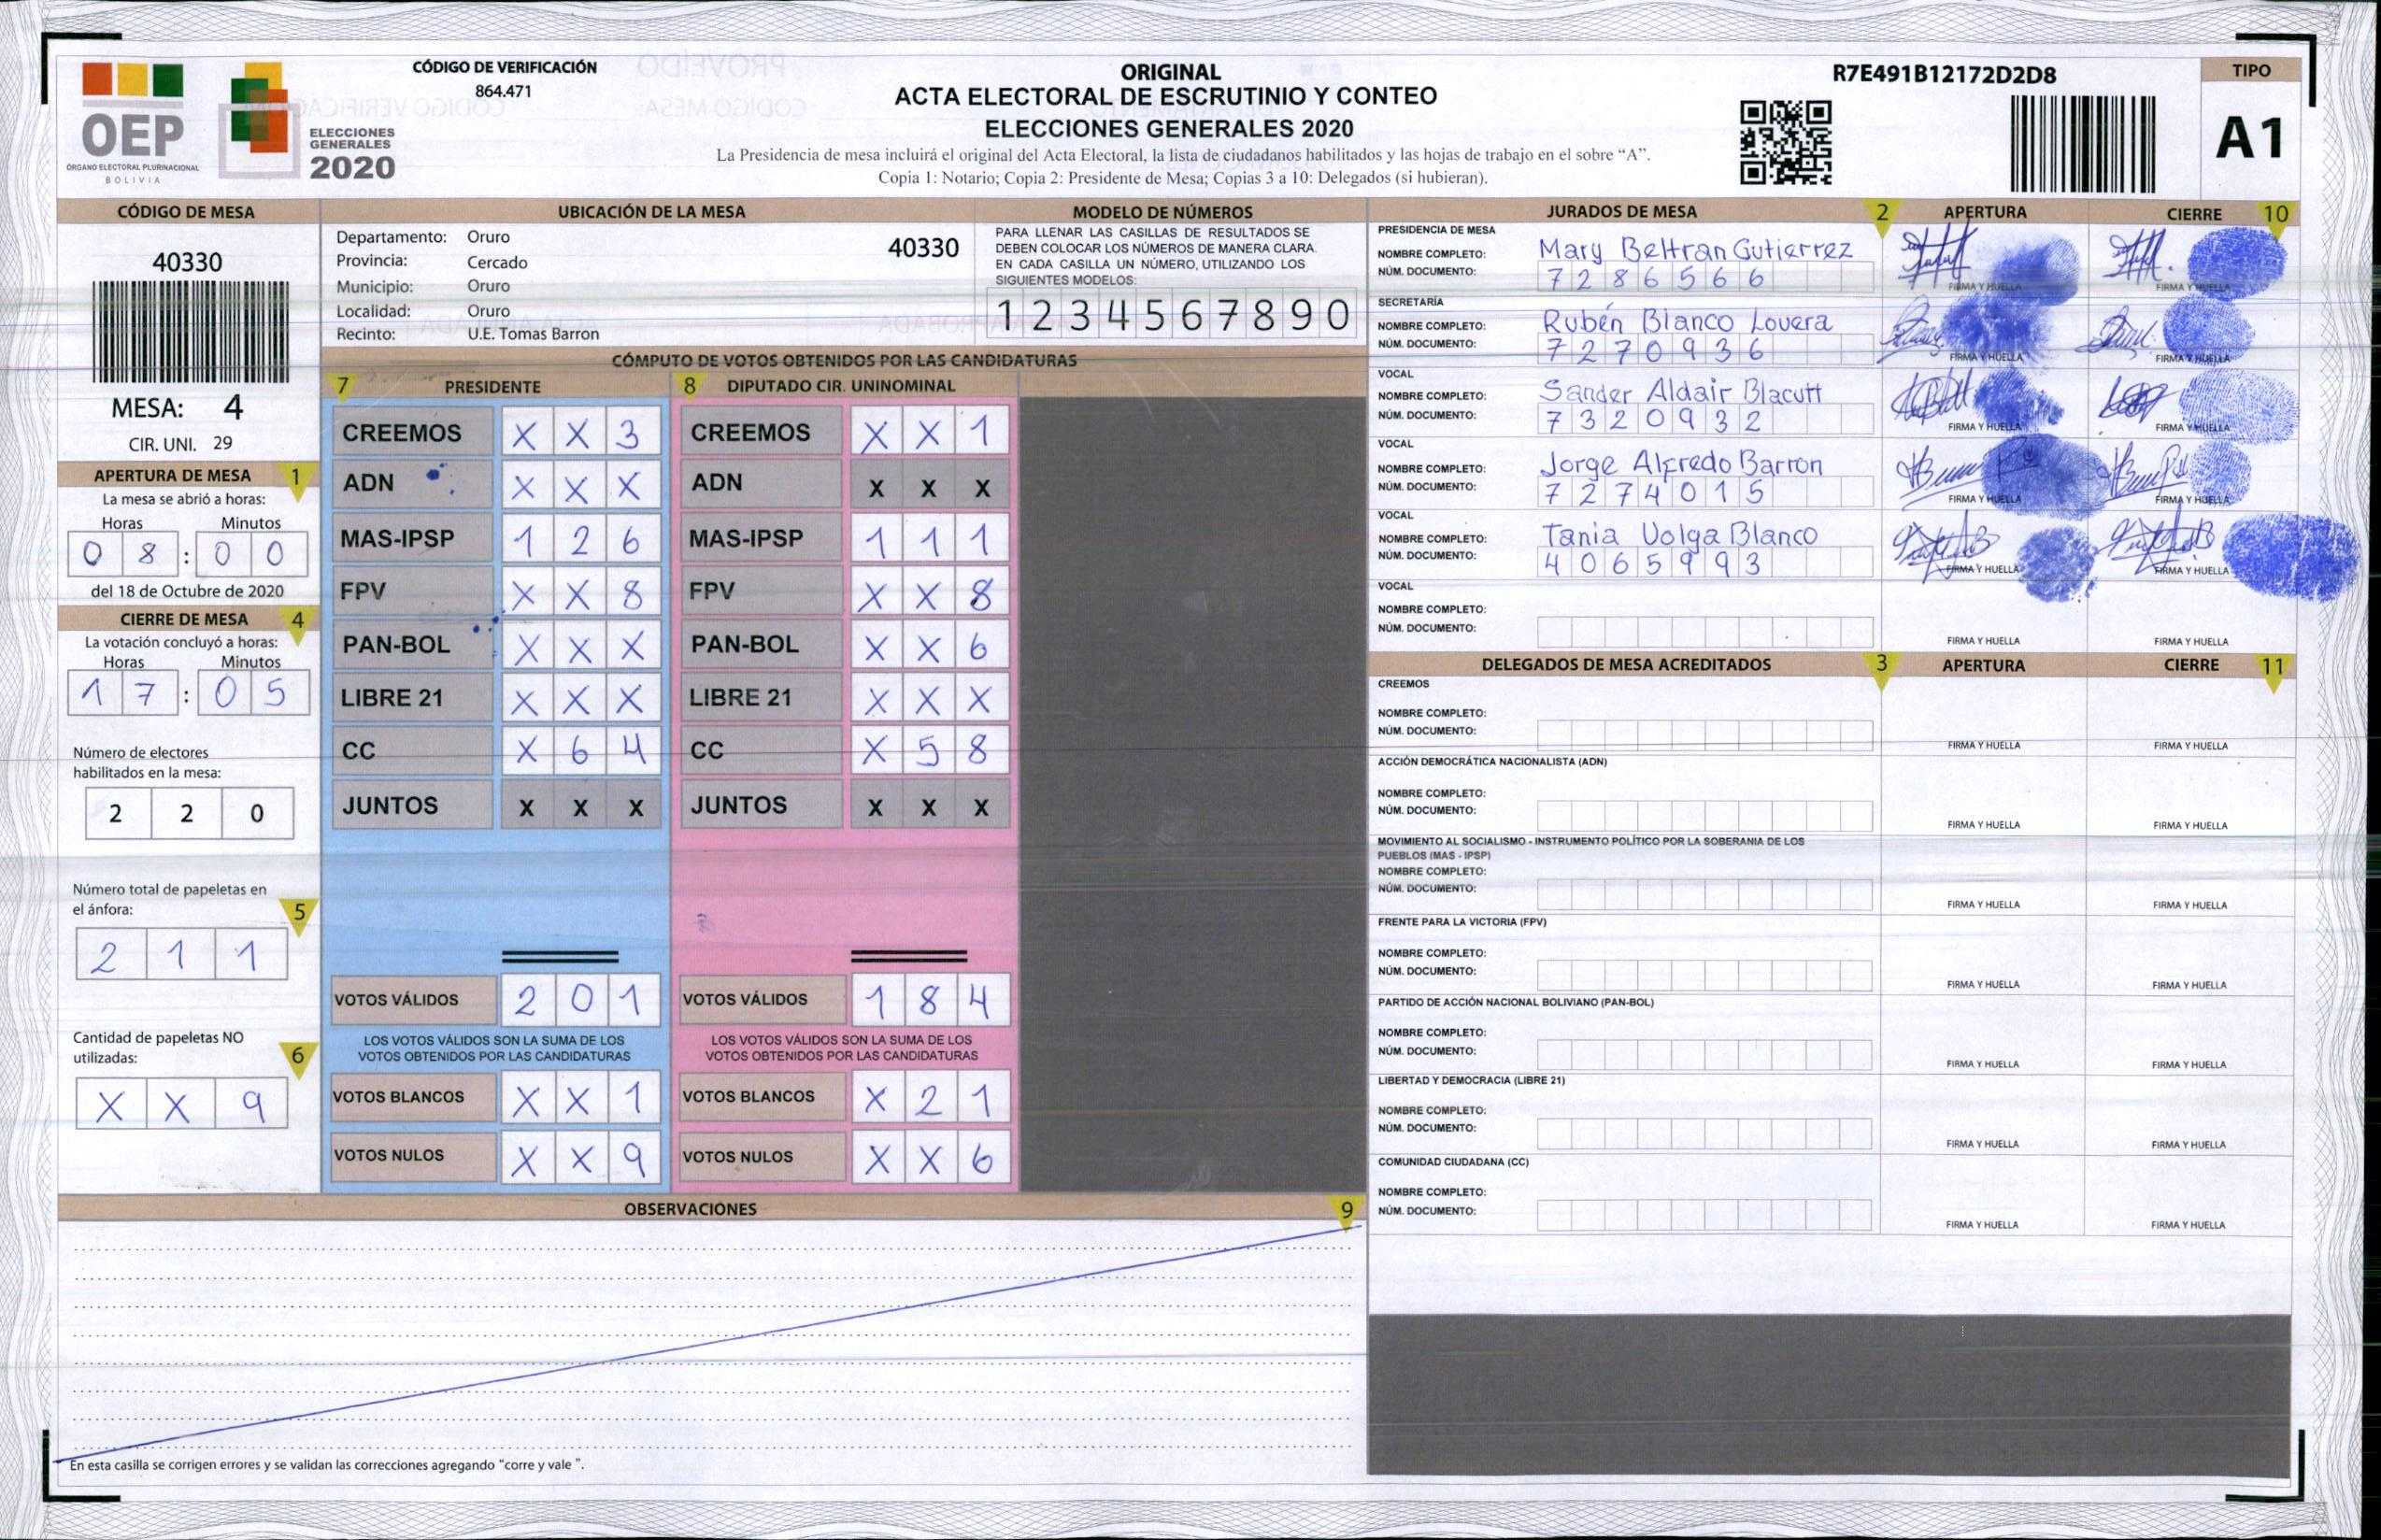 OEP
ÓRGANO ELECTORAL PLURINACIONAL
BOLIVIA
ELECCIONES
GENERALES
2020
CÓDIGO DE VERIFICACIÓN
864.471
ORIGINAL
ACTA ELECTORAL DE ESCRUTINIO Y CONTEO
ELECCIONES GENERALES 2020
La Presidencia de mesa incluirá el original del Acta Electoral, la lista de ciudadanos habilitados y las hojas de trabajo en el sobre “A”.
Copia 1: Notario; Copia 2: Presidente de Mesa; Copias 3 a 10: Delegados (si hubieran).
R7E491B12172D2D8
TIPO
A1
CÓDIGO DE MESA
40330
MESA: 4
CIR. UNI. 29
APERTURA DE MESA 1
La mesa se abrió a horas:
Horas Minutos
0 8 : 0 0
del 18 de Octubre de 2020
CIERRE DE MESA 4
La votación concluyó a horas:
Horas Minutos
1 7 : 0 5
Número de electores
habilitados en la mesa:
2 2 0
Número total de papeletas en
el ánfora: 5
2 1 1
Cantidad de papeletas NO
utilizadas: 6
X X 9
UBICACIÓN DE LA MESA
Departamento: Oruro 40330
Provincia: Cercado
Municipio: Oruro
Localidad: Oruro
Recinto: U.E. Tomas Barron
MODELO DE NÚMEROS
PARA LLENAR LAS CASILLAS DE RESULTADOS SE
DEBEN COLOCAR LOS NÚMEROS DE MANERA CLARA.
EN CADA CASILLA UN NÚMERO, UTILIZANDO LOS
SIGUIENTES MODELOS:
1 2 3 4 5 6 7 8 9 0
CÓMPUTO DE VOTOS OBTENIDOS POR LAS CANDIDATURAS
7 PRESIDENTE
CREEMOS X X 3
ADN X X X
MAS-IPSP 1 2 6
FPV X X 8
PAN-BOL X X X
LIBRE 21 X X X
CC X 6 4
JUNTOS X X X
VOTOS VÁLIDOS 2 0 1
LOS VOTOS VÁLIDOS SON LA SUMA DE LOS
VOTOS OBTENIDOS POR LAS CANDIDATURAS
VOTOS BLANCOS X X 1
VOTOS NULOS X X 9
8 DIPUTADO CIR. UNINOMINAL
CREEMOS X X 1
ADN X X X
MAS-IPSP 1 1 1
FPV X X 8
PAN-BOL X X 6
LIBRE 21 X X X
CC X 5 8
JUNTOS X X X
VOTOS VÁLIDOS 1 8 4
LOS VOTOS VÁLIDOS SON LA SUMA DE LOS
VOTOS OBTENIDOS POR LAS CANDIDATURAS
VOTOS BLANCOS X 2 1
VOTOS NULOS X X 6
OBSERVACIONES 9
En esta casilla se corrigen errores y se validan las correcciones agregando "corre y vale ".
JURADOS DE MESA 2 APERTURA CIERRE 10
PRESIDENCIA DE MESA
NOMBRE COMPLETO: Mary Beltran Gutierrez
NÚM. DOCUMENTO: 7 2 8 6 5 6 6
FIRMA Y HUELLA FIRMA Y HUELLA
SECRETARÍA
NOMBRE COMPLETO: Rubén Blanco Lovera
NÚM. DOCUMENTO: 7 2 7 0 9 3 6
FIRMA Y HUELLA FIRMA Y HUELLA
VOCAL
NOMBRE COMPLETO: Sander Aldair Blacutt
NÚM. DOCUMENTO: 7 3 2 0 9 3 2
FIRMA Y HUELLA FIRMA Y HUELLA
VOCAL
NOMBRE COMPLETO: Jorge Alfredo Barron
NÚM. DOCUMENTO: 7 2 7 4 0 1 5
FIRMA Y HUELLA FIRMA Y HUELLA
VOCAL
NOMBRE COMPLETO: Tania Volga Blanco
NÚM. DOCUMENTO: 4 0 6 5 9 9 3
FIRMA Y HUELLA FIRMA Y HUELLA
VOCAL
NOMBRE COMPLETO:
NÚM. DOCUMENTO:
FIRMA Y HUELLA FIRMA Y HUELLA
DELEGADOS DE MESA ACREDITADOS 3 APERTURA CIERRE 11
CREEMOS
NOMBRE COMPLETO:
NÚM. DOCUMENTO:
FIRMA Y HUELLA FIRMA Y HUELLA
ACCIÓN DEMOCRÁTICA NACIONALISTA (ADN)
NOMBRE COMPLETO:
NÚM. DOCUMENTO:
FIRMA Y HUELLA FIRMA Y HUELLA
MOVIMIENTO AL SOCIALISMO - INSTRUMENTO POLÍTICO POR LA SOBERANIA DE LOS
PUEBLOS (MAS - IPSP)
NOMBRE COMPLETO:
NÚM. DOCUMENTO:
FIRMA Y HUELLA FIRMA Y HUELLA
FRENTE PARA LA VICTORIA (FPV)
NOMBRE COMPLETO:
NÚM. DOCUMENTO:
FIRMA Y HUELLA FIRMA Y HUELLA
PARTIDO DE ACCIÓN NACIONAL BOLIVIANO (PAN-BOL)
NOMBRE COMPLETO:
NÚM. DOCUMENTO:
FIRMA Y HUELLA FIRMA Y HUELLA
LIBERTAD Y DEMOCRACIA (LIBRE 21)
NOMBRE COMPLETO:
NÚM. DOCUMENTO:
FIRMA Y HUELLA FIRMA Y HUELLA
COMUNIDAD CIUDADANA (CC)
NOMBRE COMPLETO:
NÚM. DOCUMENTO:
FIRMA Y HUELLA FIRMA Y HUELLA